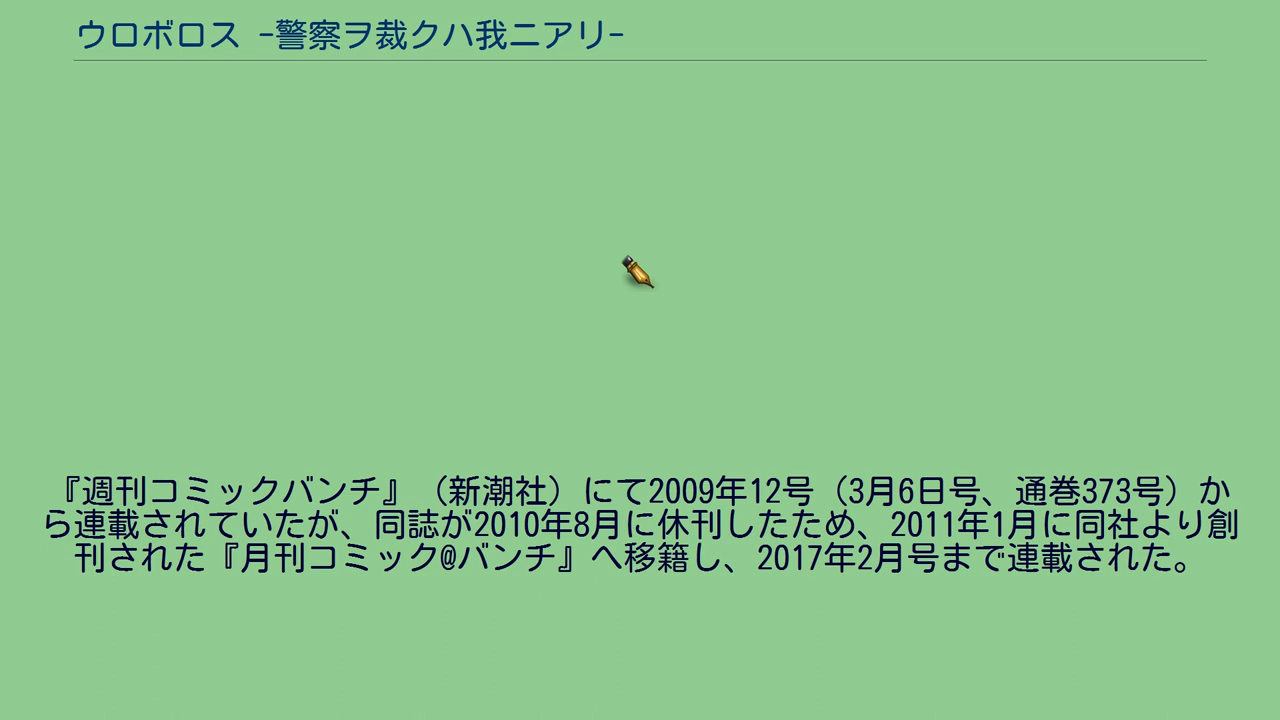 ウロボロス -警察ヲ裁クハ我ニアリ-
『週刊コミックバンチ』（新潮社）にて2009年12号（3月6日号、通巻373号）か
ら連載されていたが、同誌が2010年8月に休刊したため、2011年1月に同社より創
刊された『月刊コミック@バンチ』へ移籍し、2017年2月号まで連載された。